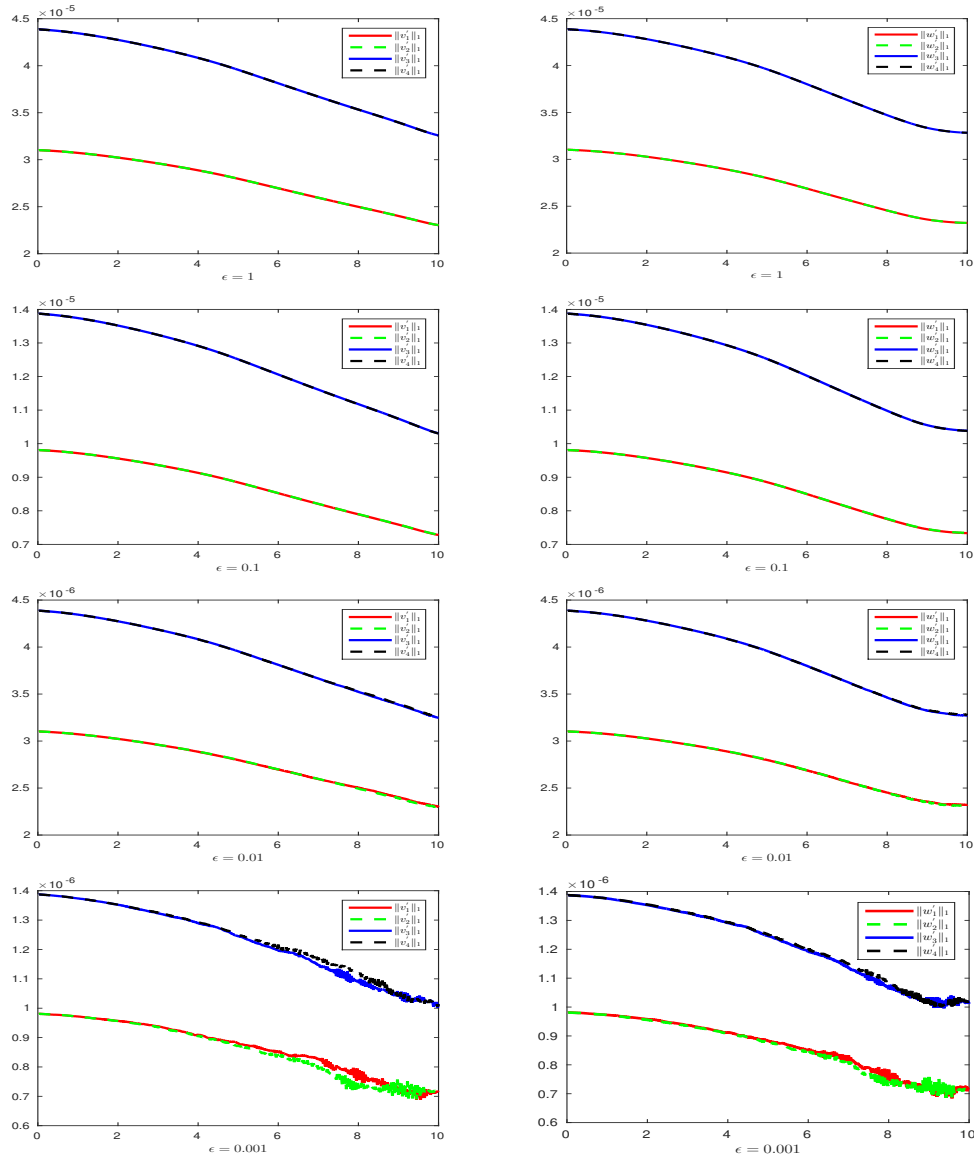 ×10^-5
4.5
4
3.5
3
2.5
2
0 2 4 6 8 10
ϵ = 1
‖v₁′‖₁
‖v₂′‖₁
‖v₃′‖₁
‖v₄′‖₁
×10^-5
4.5
4
3.5
3
2.5
2
0 2 4 6 8 10
ϵ = 1
‖w₁′‖₁
‖w₂′‖₁
‖w₃′‖₁
‖w₄′‖₁
×10^-5
1.4
1.3
1.2
1.1
1
0.9
0.8
0.7
0 2 4 6 8 10
ϵ = 0.1
‖v₁′‖₁
‖v₂′‖₁
‖v₃′‖₁
‖v₄′‖₁
×10^-5
1.4
1.3
1.2
1.1
1
0.9
0.8
0.7
0 2 4 6 8 10
ϵ = 0.1
‖w₁′‖₁
‖w₂′‖₁
‖w₃′‖₁
‖w₄′‖₁
×10^-6
4.5
4
3.5
3
2.5
2
0 2 4 6 8 10
ϵ = 0.01
‖v₁′‖₁
‖v₂′‖₁
‖v₃′‖₁
‖v₄′‖₁
×10^-6
4.5
4
3.5
3
2.5
2
0 2 4 6 8 10
ϵ = 0.01
‖w₁′‖₁
‖w₂′‖₁
‖w₃′‖₁
‖w₄′‖₁
×10^-6
1.4
1.3
1.2
1.1
1
0.9
0.8
0.7
0.6
0 2 4 6 8 10
ϵ = 0.001
‖v₁′‖₁
‖v₂′‖₁
‖v₃′‖₁
‖v₄′‖₁
×10^-6
1.4
1.3
1.2
1.1
1
0.9
0.8
0.7
0.6
0 2 4 6 8 10
ϵ = 0.001
‖w₁′‖₁
‖w₂′‖₁
‖w₃′‖₁
‖w₄′‖₁